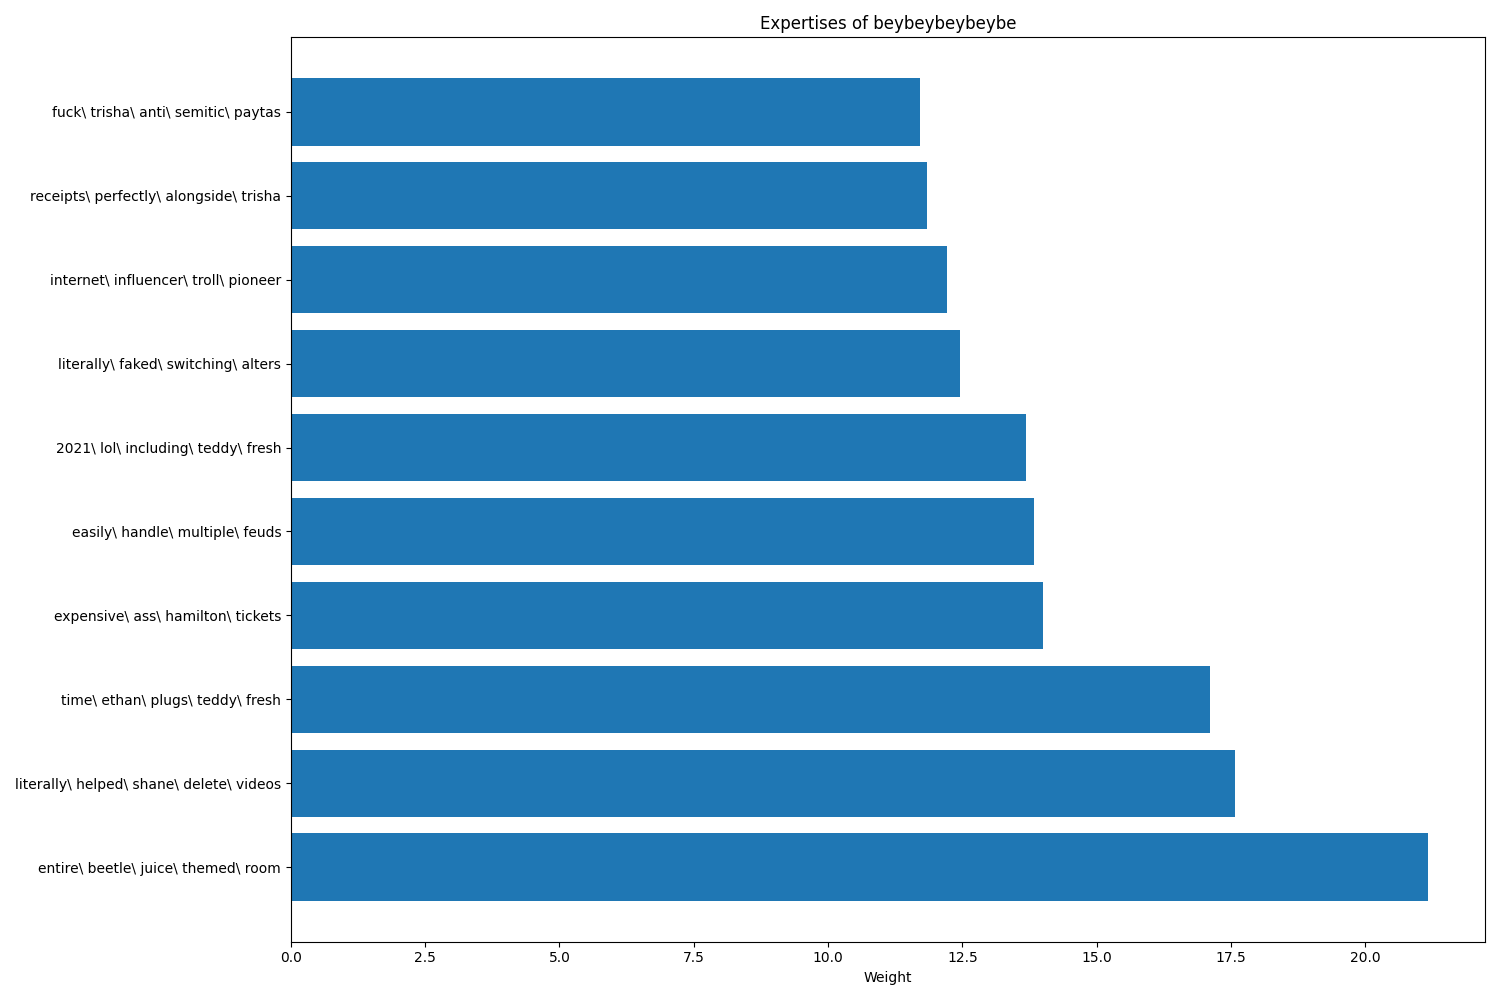 Expertises of beybeybeybeybe
fuck\ trisha\ anti\ semitic\ paytas
receipts\ perfectly\ alongside\ trisha
internet\ influencer\ troll\ pioneer
literally\ faked\ switching\ alters
2021\ lol\ including\ teddy\ fresh
easily\ handle\ multiple\ feuds
expensive\ ass\ hamilton\ tickets
time\ ethan\ plugs\ teddy\ fresh
literally\ helped\ shane\ delete\ videos
entire\ beetle\ juice\ themed\ room
0.0 2.5 5.0 7.5 10.0 12.5 15.0 17.5 20.0
Weight